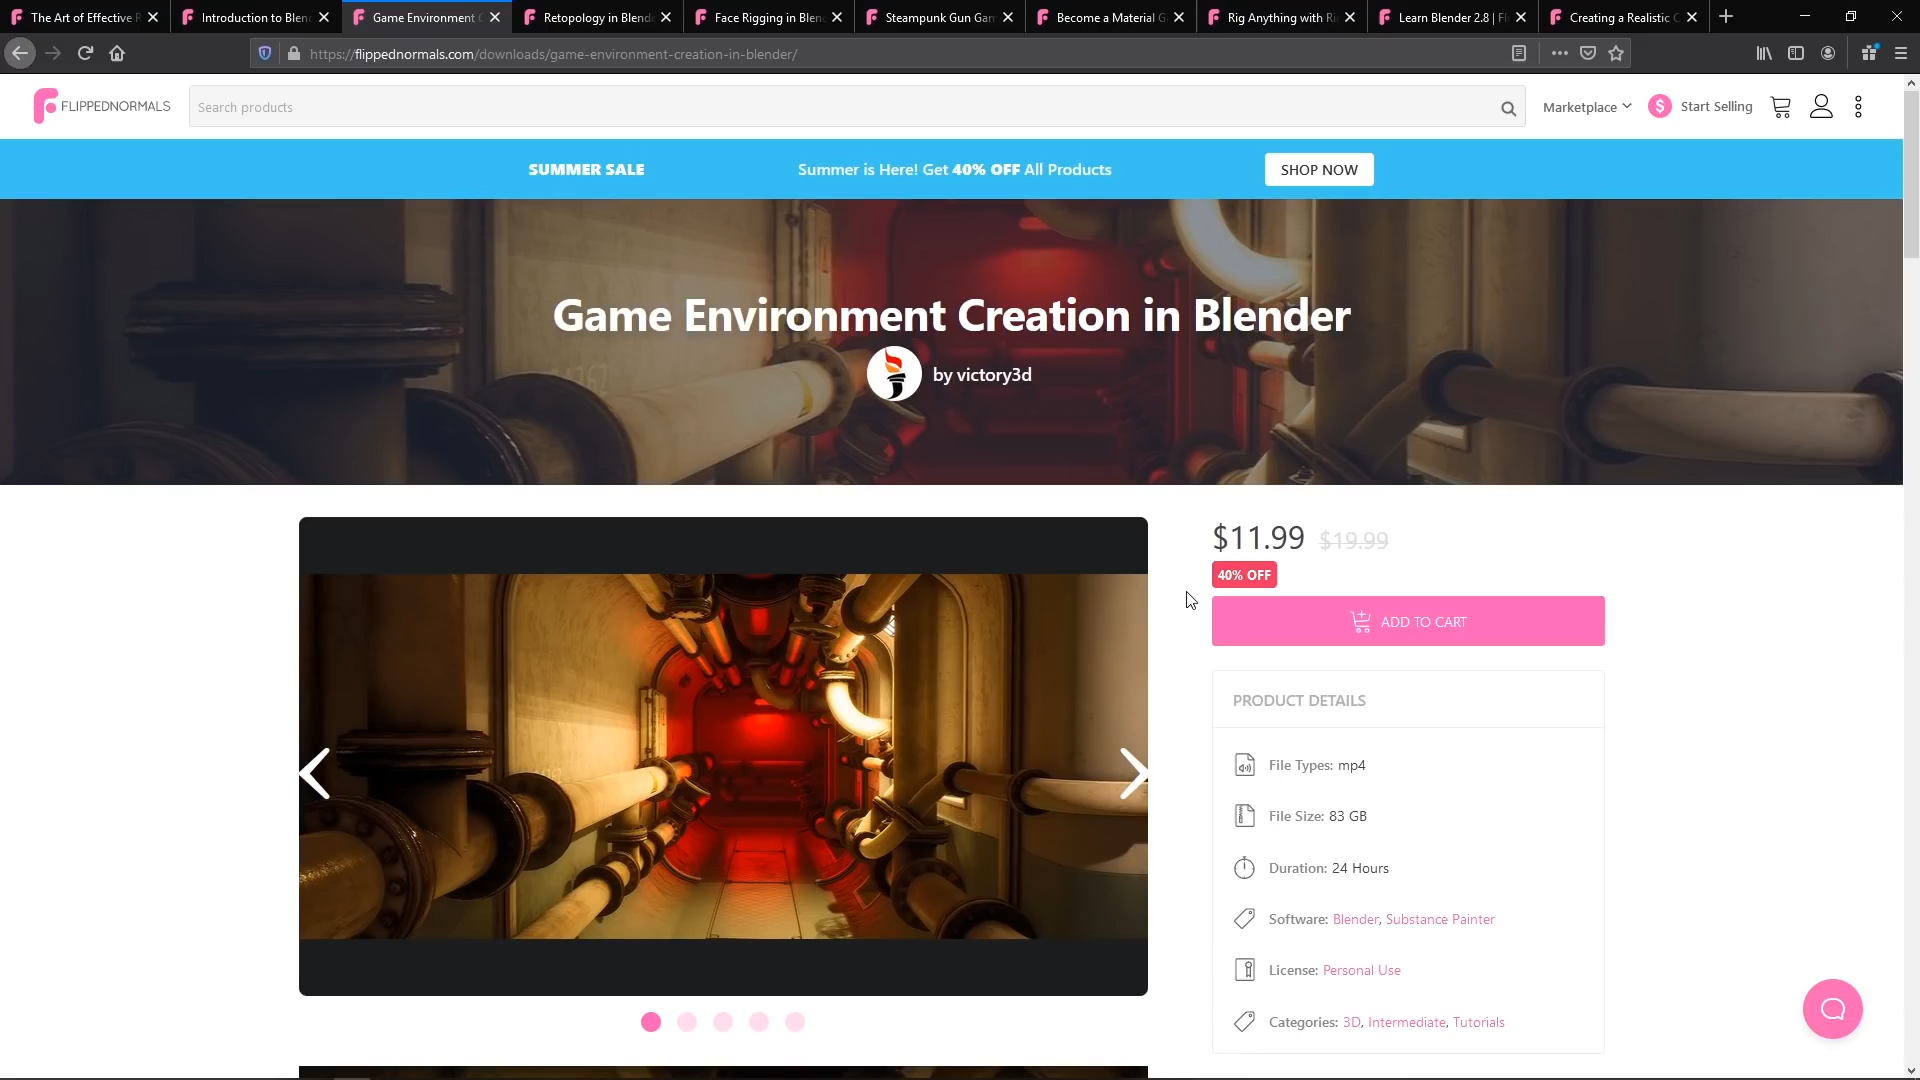 The Art of Effective R
Introduction to Blen
Game Environment C
Retopology in Blende
Face Rigging in Blen
Steampunk Gun Gam
Become a Material G
Rig Anything with Ri
Learn Blender 2.8 | Fl
Creating a Realistic C
https://flippednormals.com/downloads/game-environment-creation-in-blender/
FLIPPEDNORMALS
Search products
Marketplace
$ Start Selling
SUMMER SALE
Summer is Here! Get 40% OFF All Products
SHOP NOW
Game Environment Creation in Blender
by victory3d
$11.99 $19.99
40% OFF
ADD TO CART
PRODUCT DETAILS
File Types: mp4
File Size: 83 GB
Duration: 24 Hours
Software: Blender, Substance Painter
License: Personal Use
Categories: 3D, Intermediate, Tutorials